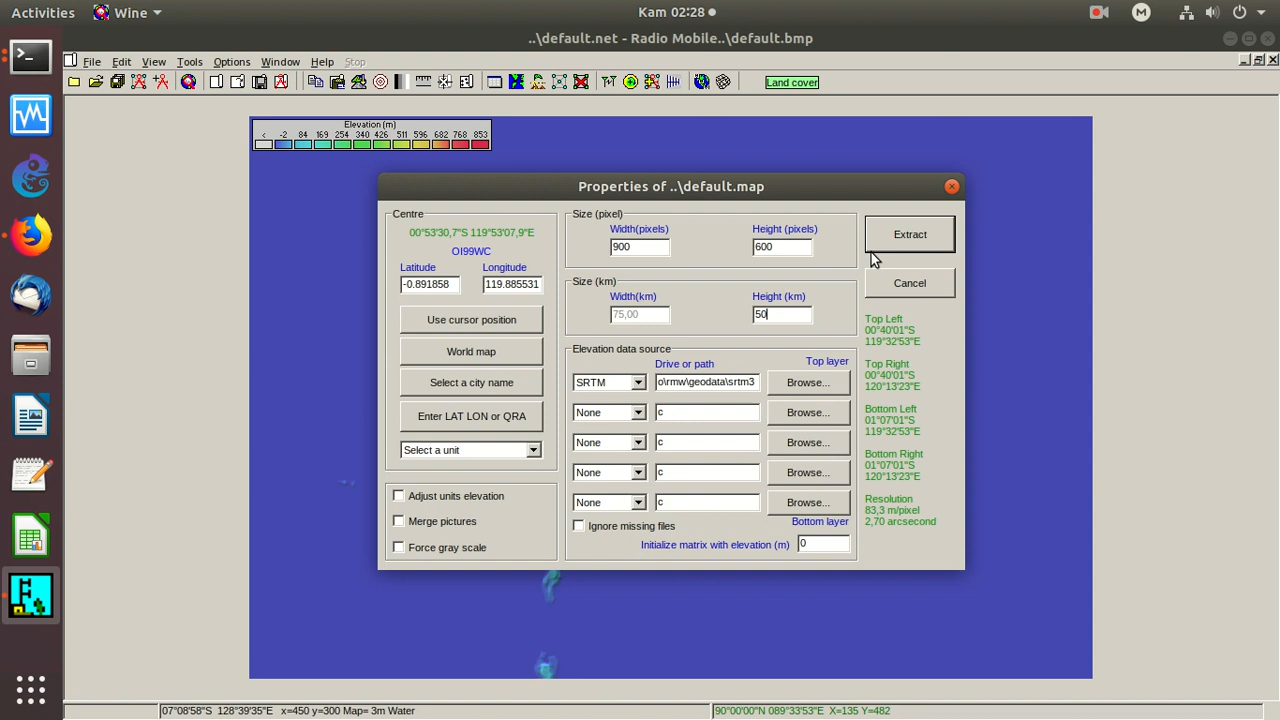 Activities
Wine
Kam 02:28
M
..\default.net - Radio Mobile..\default.bmp
File Edit View Tools Options Window Help Stop
Land cover
Elevation (m)
< -2 84 169 254 340 426 511 596 682 768 853
Properties of ..\default.map
Centre
00°53'30,7"S 119°53'07,9"E
OI99WC
Latitude Longitude
-0.891858 119.885531
Use cursor position
World map
Select a city name
Enter LAT LON or QRA
Select a unit
Adjust units elevation
Merge pictures
Force gray scale
Size (pixel)
Width(pixels) Height (pixels)
900 600
Size (km)
Width(km) Height (km)
75,00 50
Elevation data source
Drive or path Top layer
SRTM o\rmw\geodata\srtm3 Browse...
None c Browse...
None c Browse...
None c Browse...
None c Browse...
Ignore missing files Bottom layer
Initialize matrix with elevation (m) 0
Extract
Cancel
Top Left
00°40'01"S
119°32'53"E
Top Right
00°40'01"S
120°13'23"E
Bottom Left
01°07'01"S
119°32'53"E
Bottom Right
01°07'01"S
120°13'23"E
Resolution
83,3 m/pixel
2,70 arcsecond
07°08'58"S 128°39'35"E x=450 y=300 Map= 3m Water
90°00'00"N 089°33'53"E X=135 Y=482